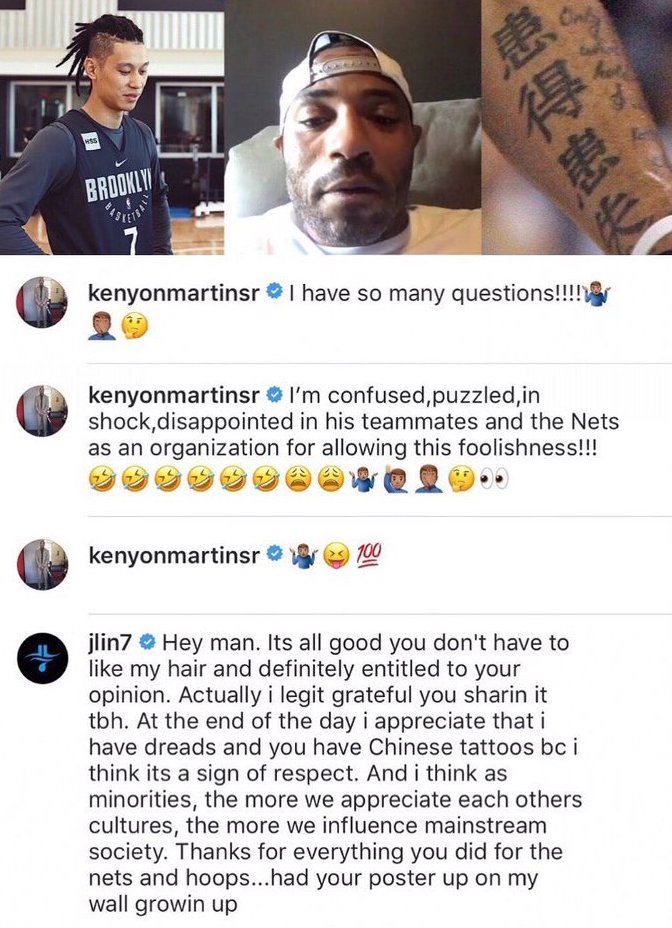 HSS
BROOKLYN
BASKETBALL
7
患
得
患
失
Only
kenyonmartinsr I have so many questions!!!!🤷🏽‍♂️
🤦🏽‍♂️🤔
kenyonmartinsr I’m confused,puzzled,in
shock,disappointed in his teammates and the Nets
as an organization for allowing this foolishness!!!
🤣🤣🤣🤣🤣🤣😩😩🤷🏽‍♂️🙋🏽‍♂️🤦🏽‍♂️🤔👀
kenyonmartinsr 🤷🏽‍♂️😝💯
jlin7 Hey man. Its all good you don't have to
like my hair and definitely entitled to your
opinion. Actually i legit grateful you sharin it
tbh. At the end of the day i appreciate that i
have dreads and you have Chinese tattoos bc i
think its a sign of respect. And i think as
minorities, the more we appreciate each others
cultures, the more we influence mainstream
society. Thanks for everything you did for the
nets and hoops...had your poster up on my
wall growin up